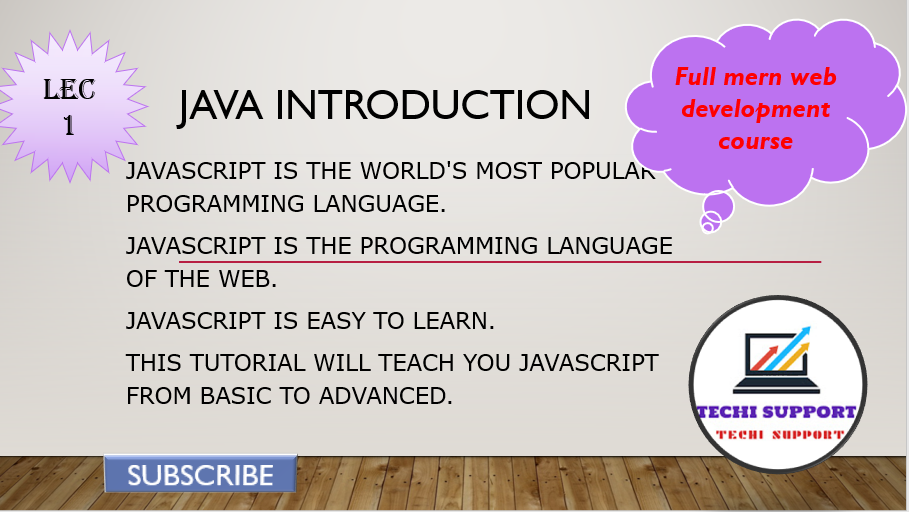 LEC
1
JAVA INTRODUCTION
Full mern web
development
course
JAVASCRIPT IS THE WORLD'S MOST POPULAR
PROGRAMMING LANGUAGE.
JAVASCRIPT IS THE PROGRAMMING LANGUAGE
OF THE WEB.
JAVASCRIPT IS EASY TO LEARN.
THIS TUTORIAL WILL TEACH YOU JAVASCRIPT
FROM BASIC TO ADVANCED.
TECHI SUPPORT
TECHI SUPPORT
SUBSCRIBE